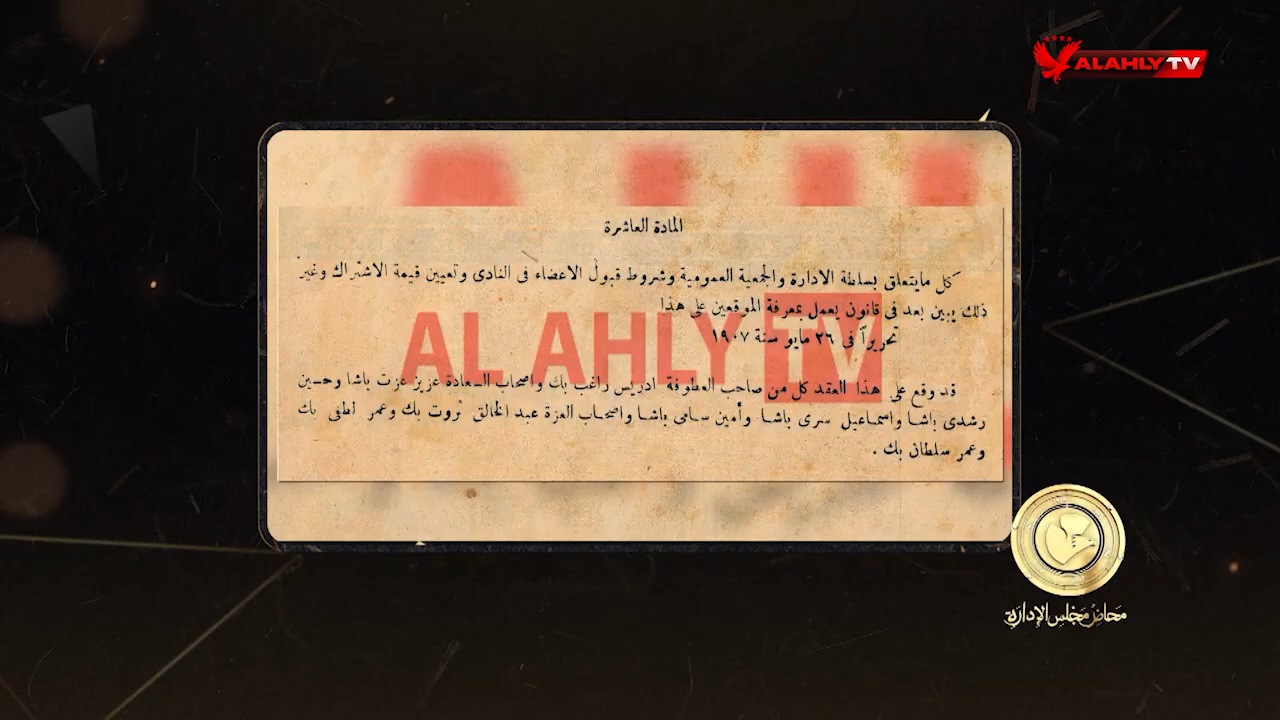 ALAHLY TV
المادة العاشرة
كل مايتعلق بسلطة الادارة والجمعية العمومية وشروط قبول الاعضاء فى النادى وتعيين قيمة الاشتراك وغير
ذلك يبين بعد فى قانون يعمل بمعرفة الموقعين على هذا
تحريراً فى ٢٦ مايو سنة ١٩٠٧
AL AHLY TV
قد وقع على هذا العقد كل من صاحب العطوفة ادريس راغب بك واصحاب السعادة عزيز عزت باشا وحسين
رشدى باشا واسماعيل سرى باشا وأمين سامى باشا واصحاب العزة عبد الخالق ثروت بك وعمر لطفى بك
وعمر سلطان بك .
محاضر مجلس الإدارة